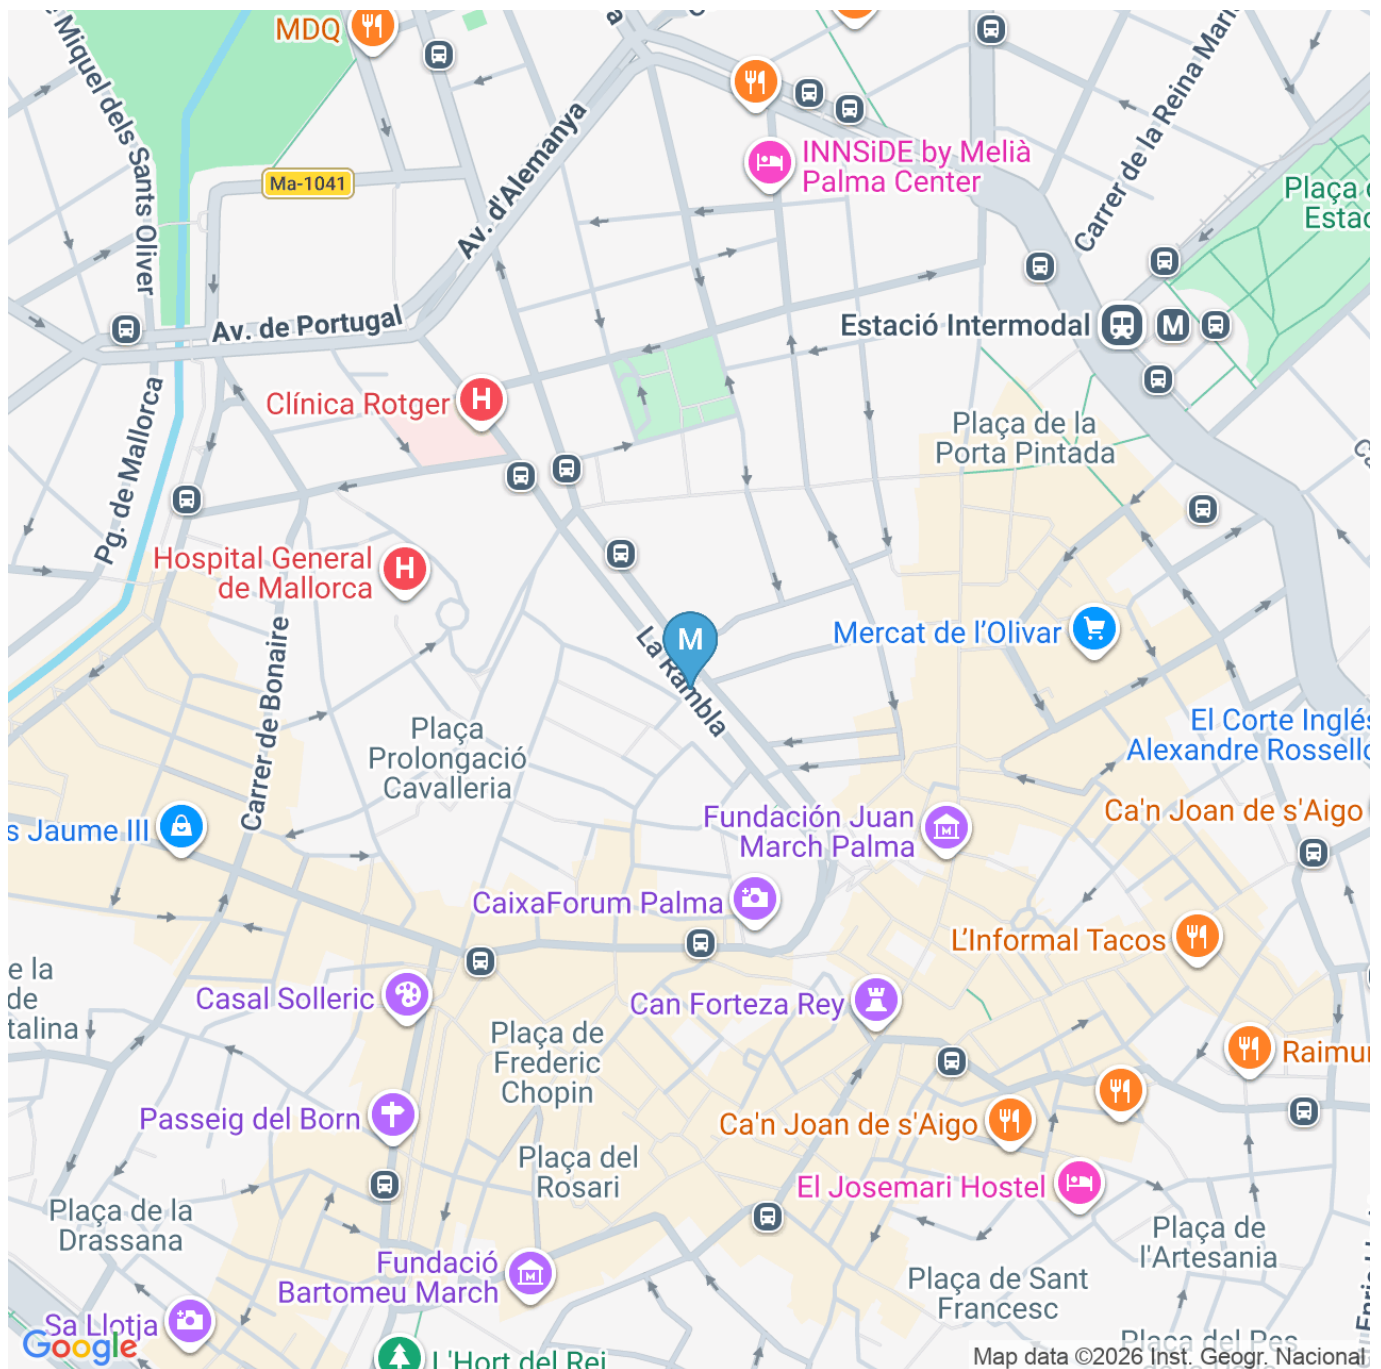 MDQ
Miquel dels Sants Oliver
Av. d'Alemanya
INNSiDE by Melià
Palma Center
Carrer de la Reina Mar
Ma-1041
Plaça
Estac
Av. de Portugal
Estació Intermodal
M
Clínica Rotger
H
Plaça de la
Porta Pintada
Pg. de Mallorca
Hospital General
de Mallorca
H
Carrer de Bonaire
M
La Rambla
Mercat de l'Olivar
Plaça
Prolongació
Cavalleria
El Corte Inglés
Alexandre Rossello
s Jaume III
Fundación Juan
March Palma
Ca'n Joan de s'Aigo
CaixaForum Palma
L'Informal Tacos
e la
de
talina
Casal Solleric
Can Forteza Rey
Plaça de
Frederic
Chopin
Raimu
Passeig del Born
Ca'n Joan de s'Aigo
Plaça del
Rosari
El Josemari Hostel
Plaça de la
Drassana
Plaça de
l'Artesania
Fundació
Bartomeu March
Plaça de Sant
Francesc
Sa Llotja
Google
L'Hort del Rei
Plaça del Pes
Map data ©2026 Inst. Geogr. Nacional